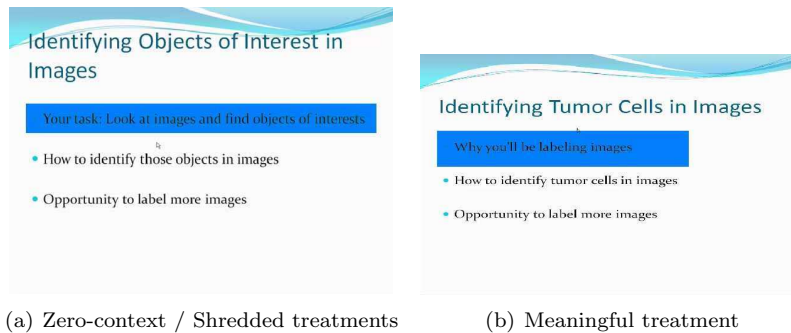 Identifying Objects of Interest in
Images
Your task: Look at images and find objects of interests
How to identify those objects in images
Opportunity to label more images
(a) Zero-context / Shredded treatments
Identifying Tumor Cells in Images
Why you'll be labeling images
How to identify tumor cells in images
Opportunity to label more images
(b) Meaningful treatment